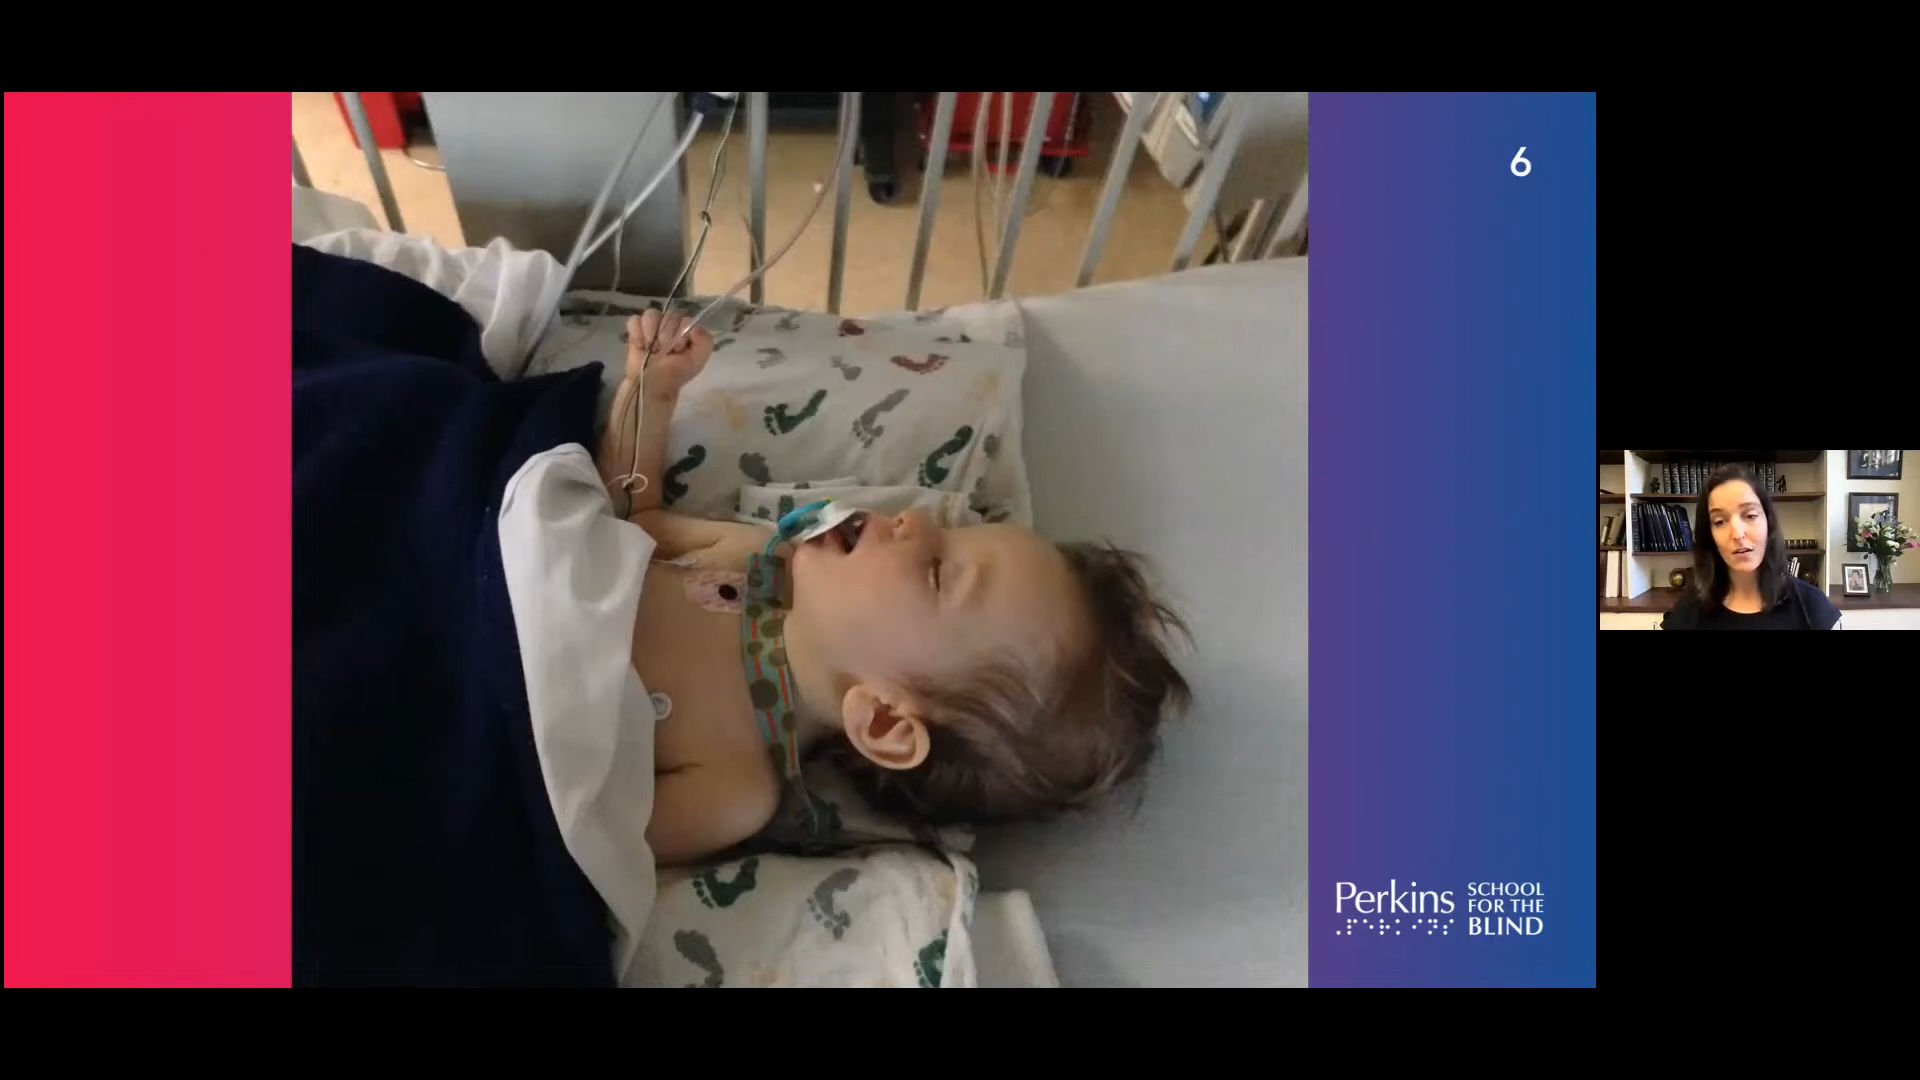 6
Perkins
SCHOOL
FOR THE
BLIND
⠠⠏⠑⠗⠅⠊⠝⠎